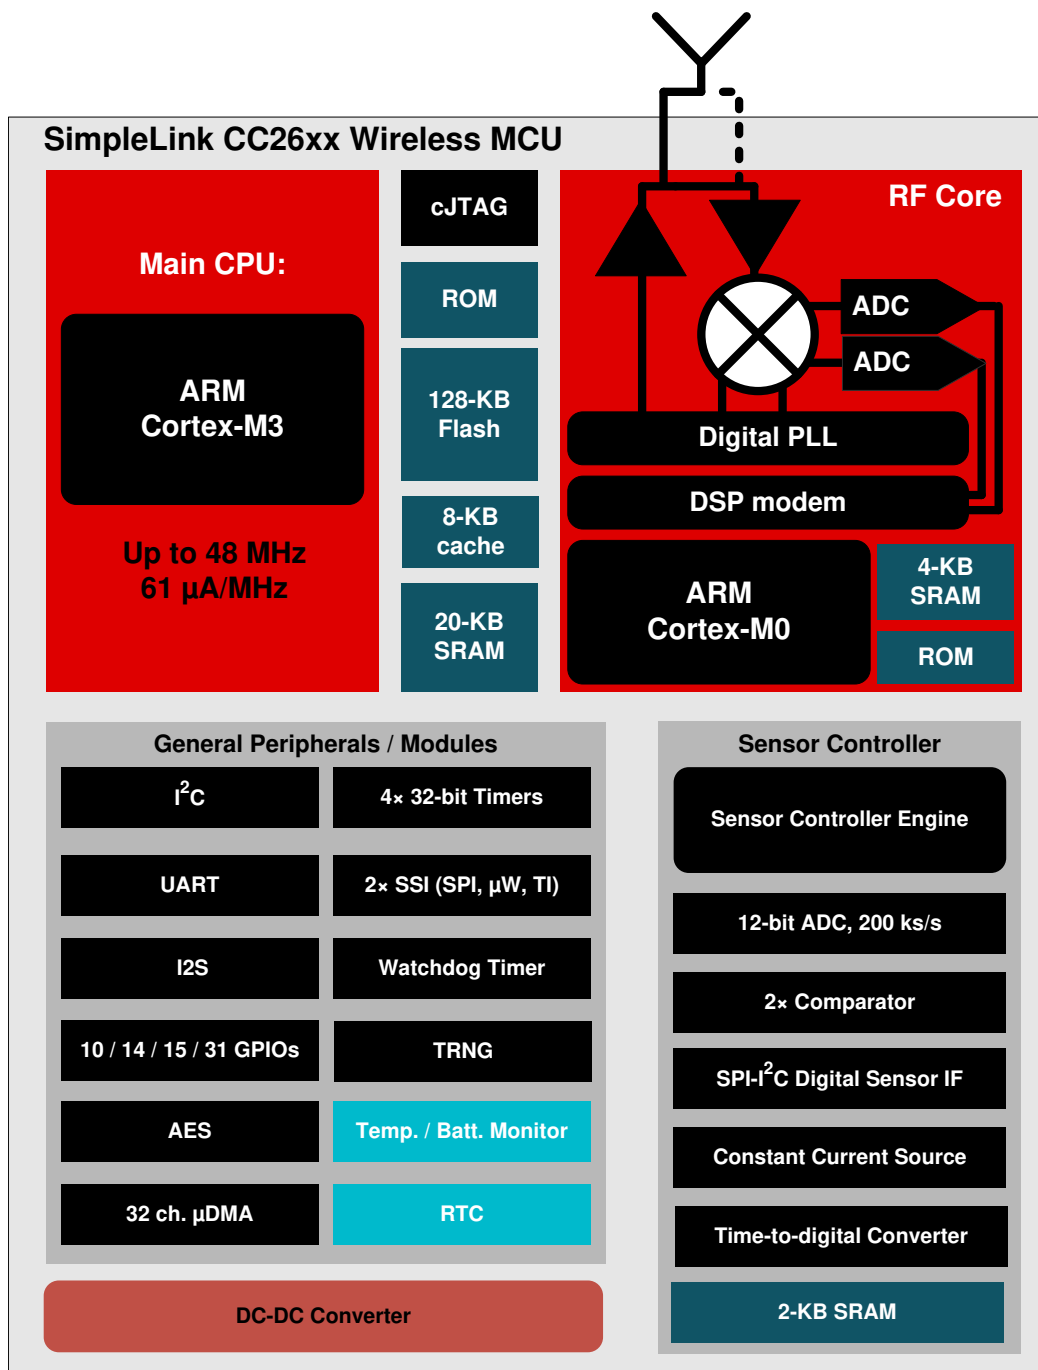 SimpleLink CC26xx Wireless MCU
Main CPU:
ARM
Cortex-M3
Up to 48 MHz
61 µA/MHz
cJTAG
ROM
128-KB
Flash
8-KB
cache
20-KB
SRAM
RF Core
ADC
ADC
Digital PLL
DSP modem
ARM
Cortex-M0
4-KB
SRAM
ROM
General Peripherals / Modules
I²C
4× 32-bit Timers
UART
2× SSI (SPI, µW, TI)
I2S
Watchdog Timer
10 / 14 / 15 / 31 GPIOs
TRNG
AES
Temp. / Batt. Monitor
32 ch. µDMA
RTC
DC-DC Converter
Sensor Controller
Sensor Controller Engine
12-bit ADC, 200 ks/s
2× Comparator
SPI-I²C Digital Sensor IF
Constant Current Source
Time-to-digital Converter
2-KB SRAM